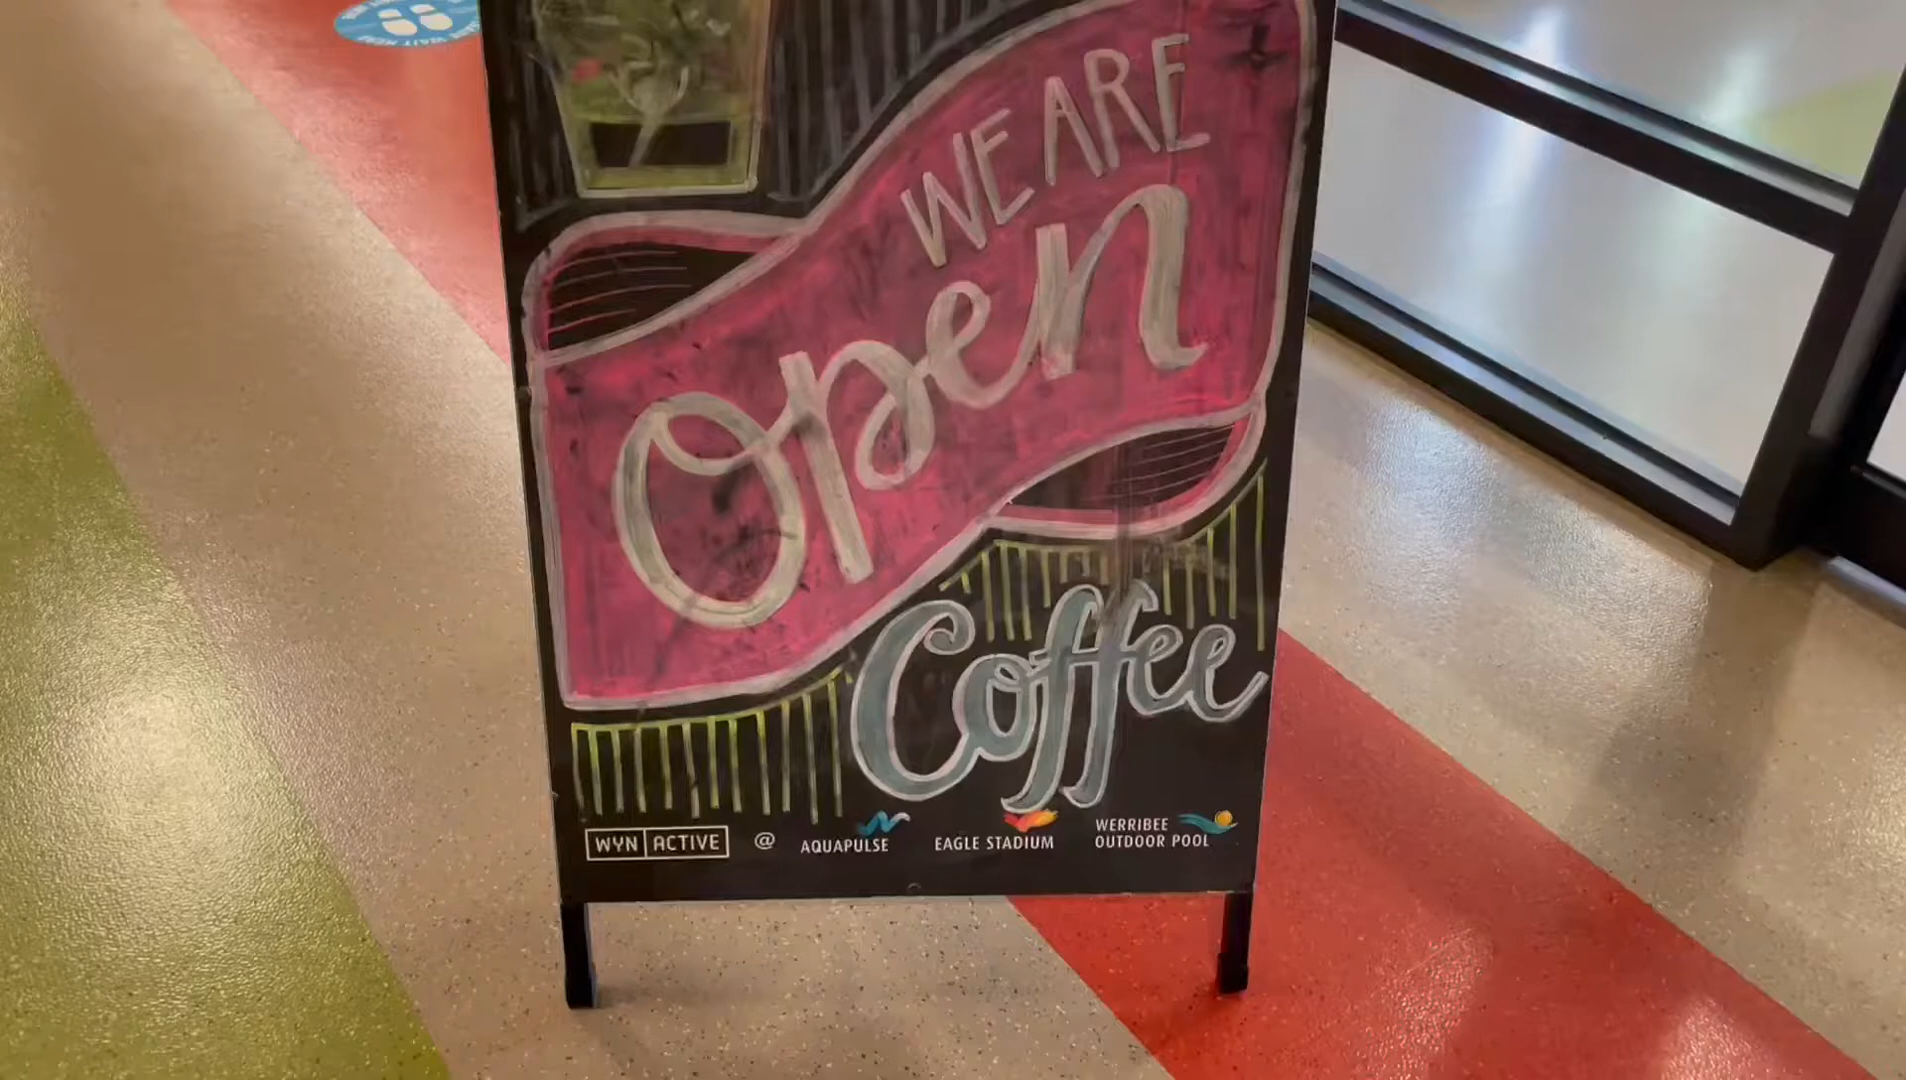 WE ARE
open
Coffee
WYN ACTIVE @ AQUAPULSE EAGLE STADIUM WERRIBEE
OUTDOOR POOL